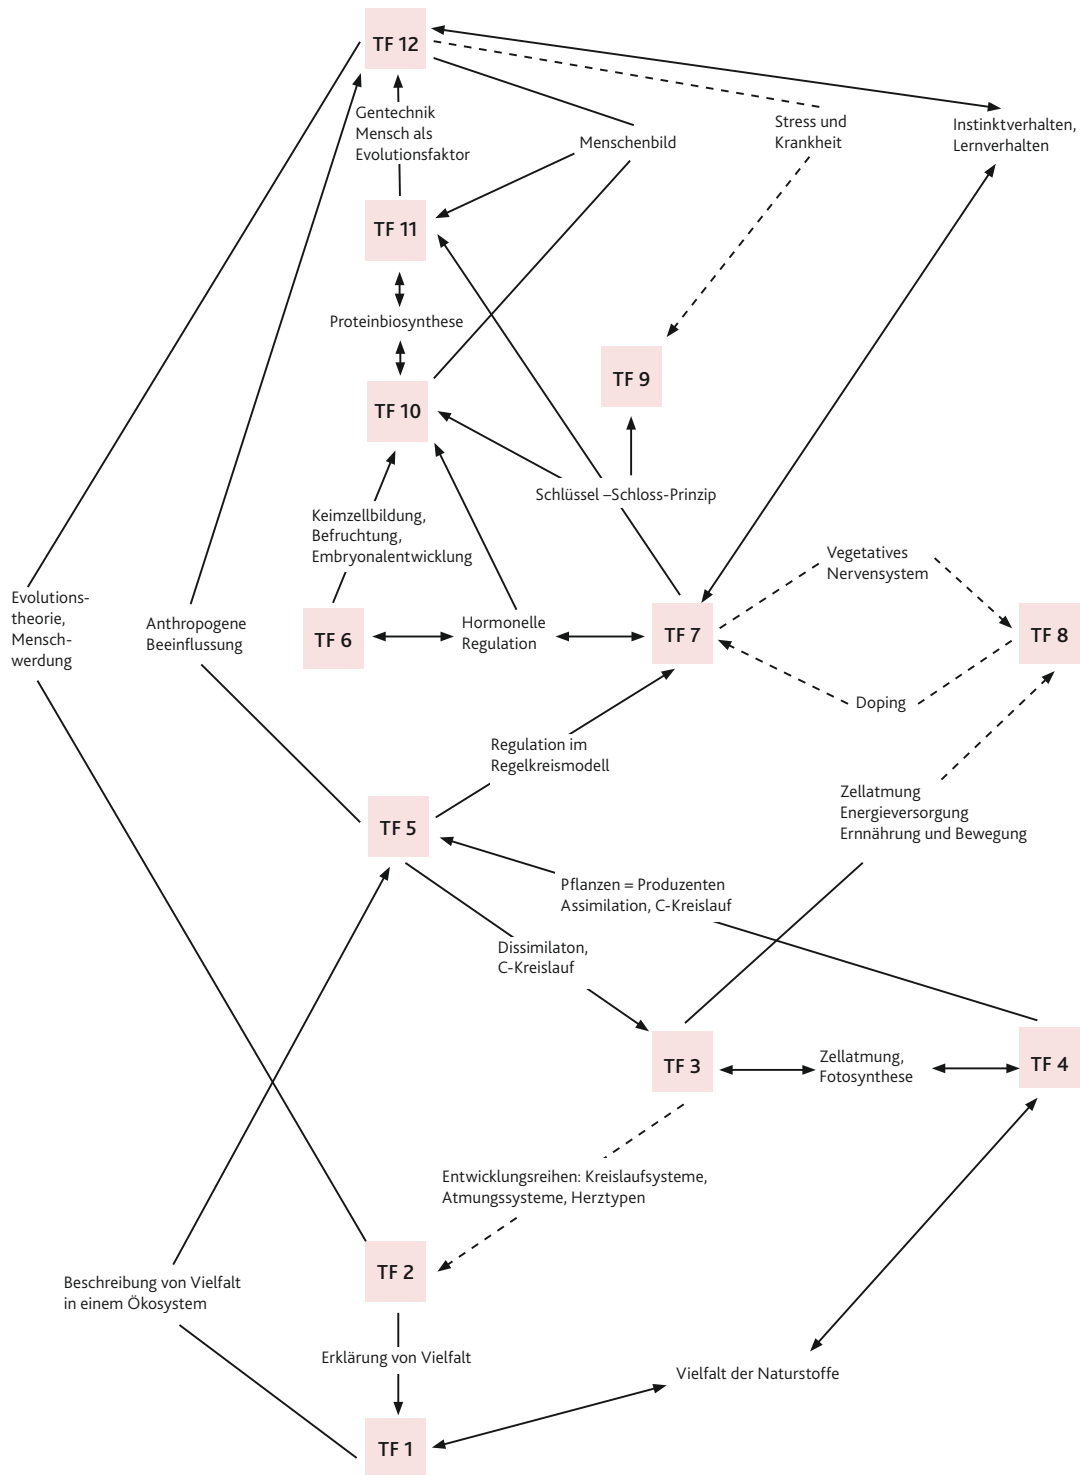 TF 12
Gentechnik
Mensch als
Evolutionsfaktor
Menschenbild
Stress und
Krankheit
Instinktverhalten,
Lernverhalten
TF 11
Proteinbiosynthese
TF 9
TF 10
Schlüssel –Schloss-Prinzip
Keimzellbildung,
Befruchtung,
Embryonalentwicklung
Vegetatives
Nervensystem
Evolutions-
theorie,
Mensch-
werdung
Anthropogene
Beeinflussung
TF 6
Hormonelle
Regulation
TF 7
TF 8
Doping
Regulation im
Regelkreismodell
Zellatmung
Energieversorgung
Ernnährung und Bewegung
TF 5
Pflanzen = Produzenten
Assimilation, C-Kreislauf
Dissimilaton,
C-Kreislauf
TF 3
Zellatmung,
Fotosynthese
TF 4
Entwicklungsreihen: Kreislaufsysteme,
Atmungssysteme, Herztypen
TF 2
Beschreibung von Vielfalt
in einem Ökosystem
Erklärung von Vielfalt
Vielfalt der Naturstoffe
TF 1